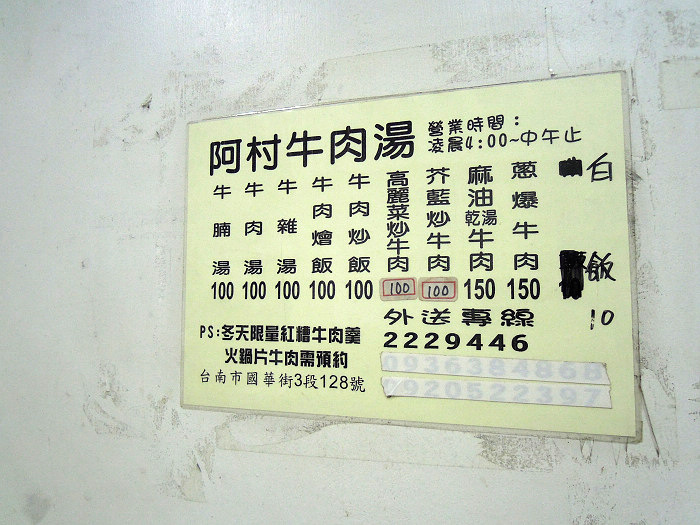 阿村牛肉湯
營業時間：
凌晨4:00~中午止
牛腩湯 100
牛肉湯 100
牛雜湯 100
牛肉燴飯 100
牛肉炒飯 100
高麗菜炒牛肉 100
芥藍炒牛肉 100
麻油乾湯牛肉 150
蔥爆牛肉 150
白飯 10
外送專線
2229446
0936384868
0920522397
PS:冬天限量紅糟牛肉羹
火鍋片牛肉需預約
台南市國華街3段128號